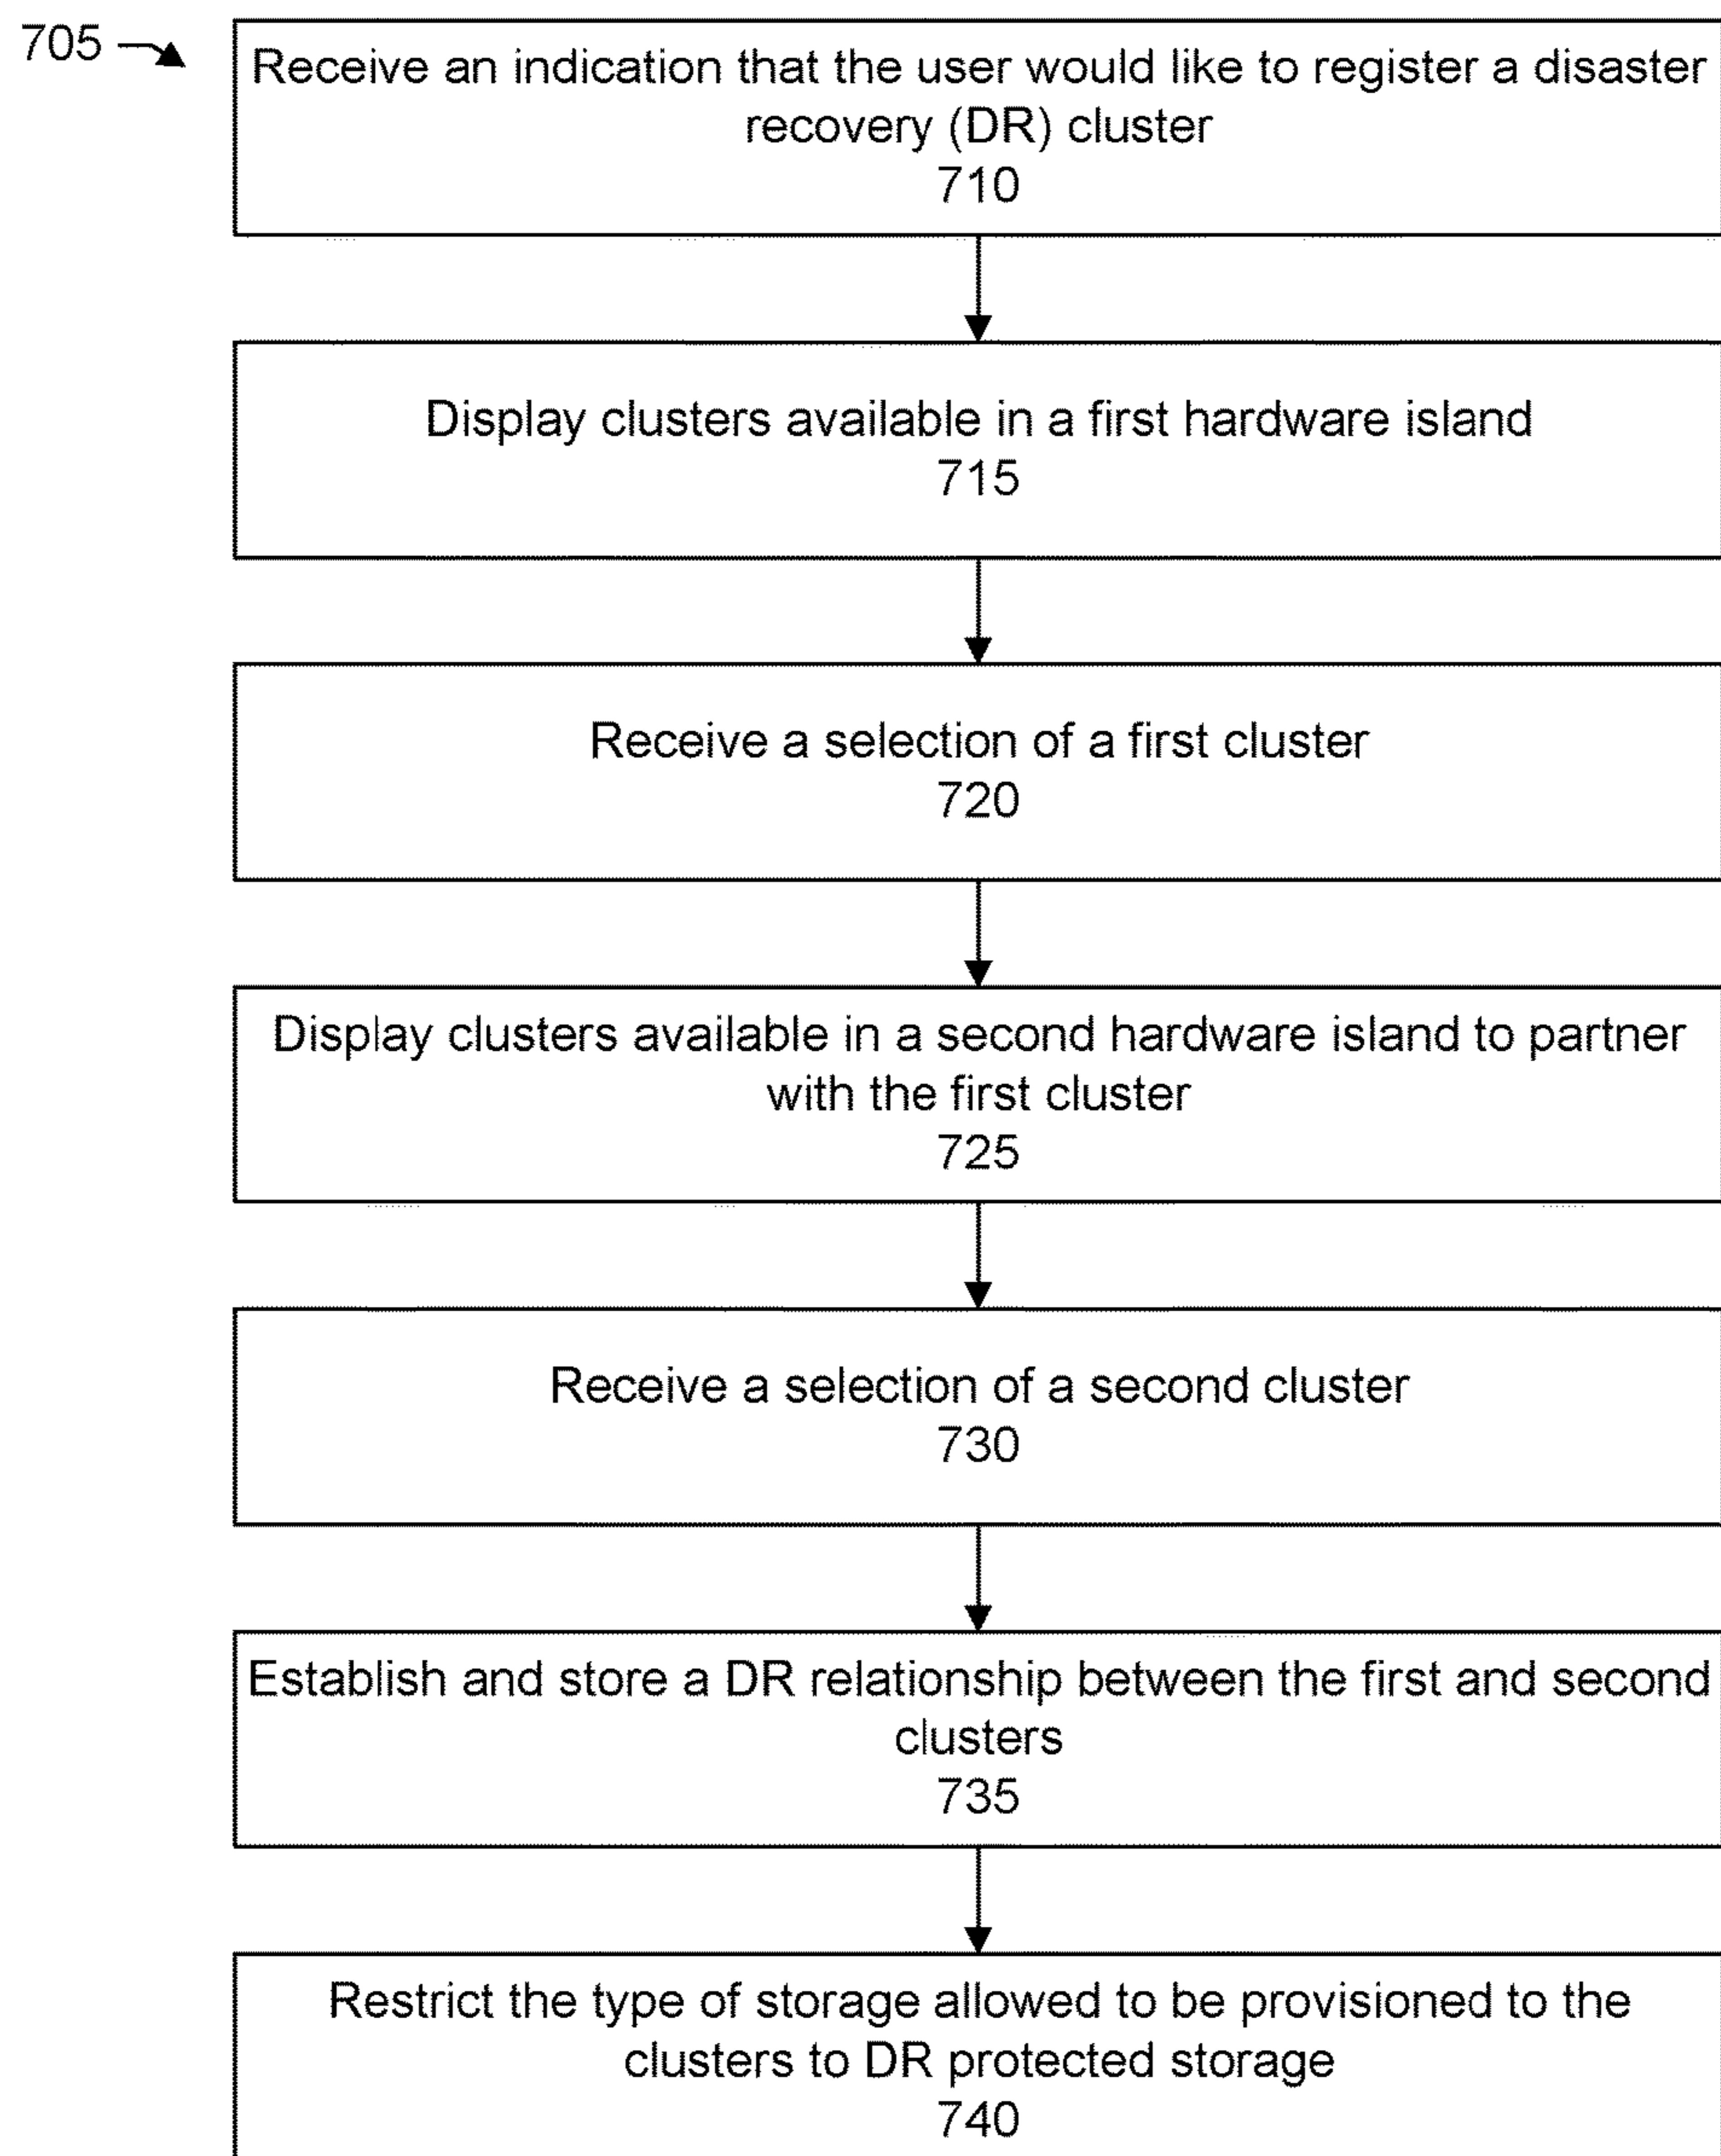 705
Receive an indication that the user would like to register a disaster
recovery (DR) cluster
710
Display clusters available in a first hardware island
715
Receive a selection of a first cluster
720
Display clusters available in a second hardware island to partner
with the first cluster
725
Receive a selection of a second cluster
730
Establish and store a DR relationship between the first and second
clusters
735
Restrict the type of storage allowed to be provisioned to the
clusters to DR protected storage
740